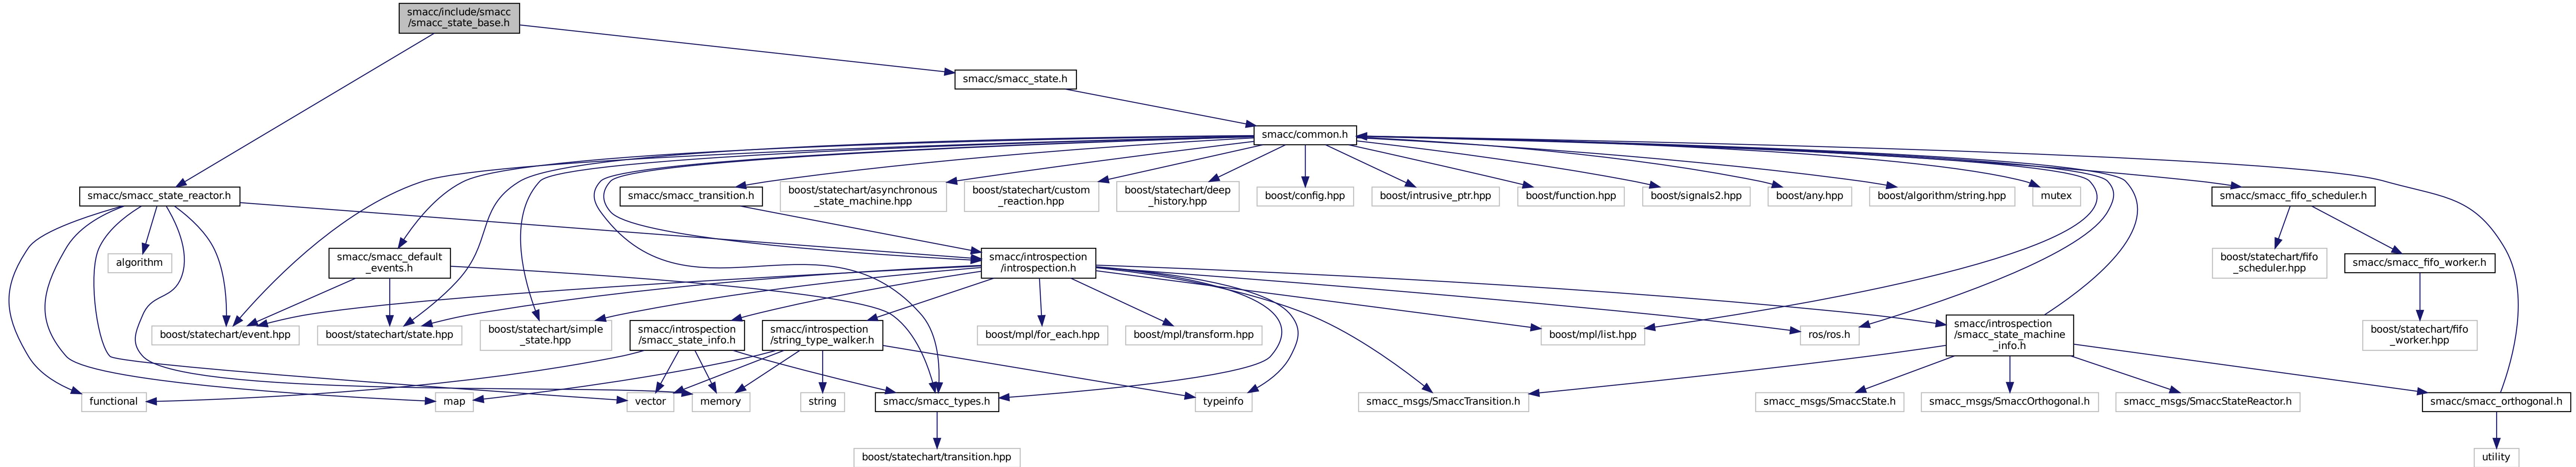 smacc/include/smacc
/smacc_state_base.h
smacc/smacc_state.h
smacc/common.h
smacc/smacc_state_reactor.h
smacc/smacc_transition.h
boost/statechart/asynchronous
_state_machine.hpp
boost/statechart/custom
_reaction.hpp
boost/statechart/deep
_history.hpp
boost/config.hpp
boost/intrusive_ptr.hpp
boost/function.hpp
boost/signals2.hpp
boost/any.hpp
boost/algorithm/string.hpp
mutex
smacc/smacc_fifo_scheduler.h
algorithm
smacc/smacc_default
_events.h
smacc/introspection
/introspection.h
boost/statechart/fifo
_scheduler.hpp
smacc/smacc_fifo_worker.h
boost/statechart/event.hpp
boost/statechart/state.hpp
boost/statechart/simple
_state.hpp
smacc/introspection
/smacc_state_info.h
smacc/introspection
/string_type_walker.h
boost/mpl/for_each.hpp
boost/mpl/transform.hpp
boost/mpl/list.hpp
ros/ros.h
smacc/introspection
/smacc_state_machine
_info.h
boost/statechart/fifo
_worker.hpp
functional
map
vector
memory
string
smacc/smacc_types.h
typeinfo
smacc_msgs/SmaccTransition.h
smacc_msgs/SmaccState.h
smacc_msgs/SmaccOrthogonal.h
smacc_msgs/SmaccStateReactor.h
smacc/smacc_orthogonal.h
boost/statechart/transition.hpp
utility